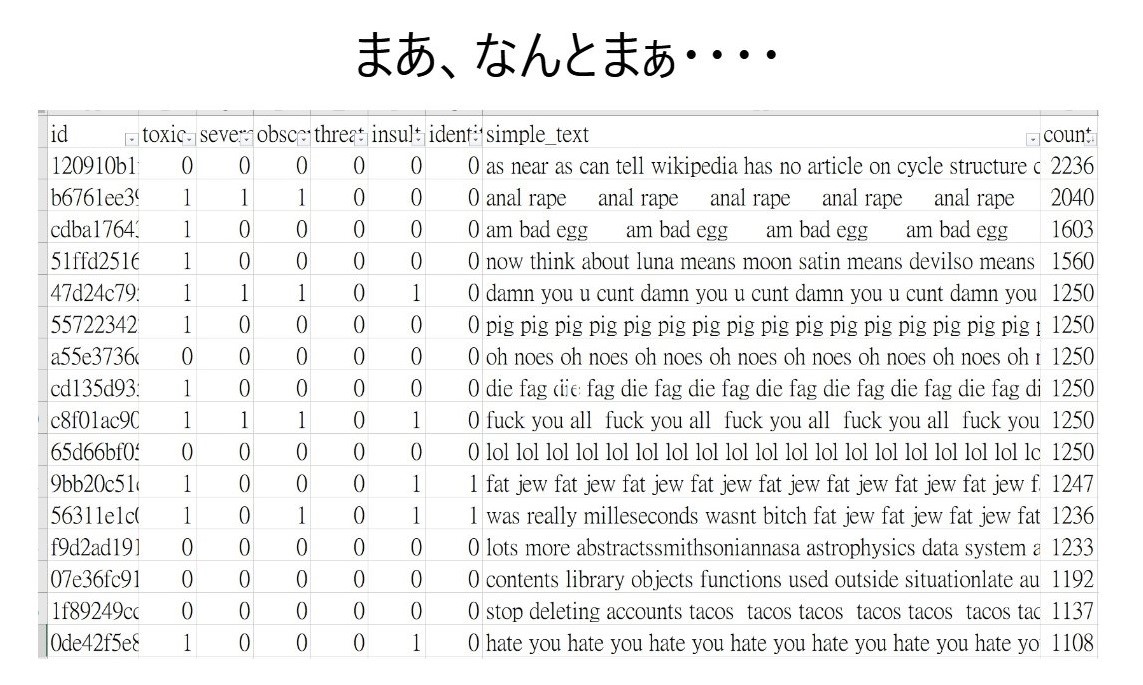 まあ、なんとまぁ・・・・
id toxic severe obsce threat insult identit simple_text count
120910b1 0 0 0 0 0 0 as near as can tell wikipedia has no article on cycle structure c 2236
b6761ee39 1 1 1 0 0 0 anal rape anal rape anal rape anal rape anal rape 2040
cdba1764 1 0 0 0 0 0 am bad egg am bad egg am bad egg am bad egg 1603
51ffd2516 1 0 0 0 0 0 now think about luna means moon satin means devilso means 1560
47d24c79 1 1 1 0 1 0 damn you u cunt damn you u cunt damn you u cunt damn you 1250
55722342 1 0 0 0 0 0 pig pig pig pig pig pig pig pig pig pig pig pig pig pig pig pig 1250
a55e3736 0 0 0 0 0 0 oh noes oh noes oh noes oh noes oh noes oh noes oh noes oh 1250
cd135d93 1 0 0 0 0 0 die fag die fag die fag die fag die fag die fag die fag die fag di 1250
c8f01ac90 1 1 1 0 1 0 fuck you all fuck you all fuck you all fuck you all fuck you 1250
65d66bf05 0 0 0 0 0 0 lol lol lol lol lol lol lol lol lol lol lol lol lol lol lol lol lol lol lo 1250
9bb20c51 1 0 0 0 1 1 fat jew fat jew fat jew fat jew fat jew fat jew fat jew fat jew f 1247
56311e1c 1 0 1 0 1 1 was really milleseconds wasnt bitch fat jew fat jew fat jew fat 1236
f9d2ad191 0 0 0 0 0 0 lots more abstractssmithsoniannasa astrophysics data system a 1233
07e36fc91 0 0 0 0 0 0 contents library objects functions used outside situationlate au 1192
1f89249cc 0 0 0 0 0 0 stop deleting accounts tacos tacos tacos tacos tacos tacos tac 1137
0de42f5e8 1 0 0 0 1 0 hate you hate you hate you hate you hate you hate you hate yo 1108